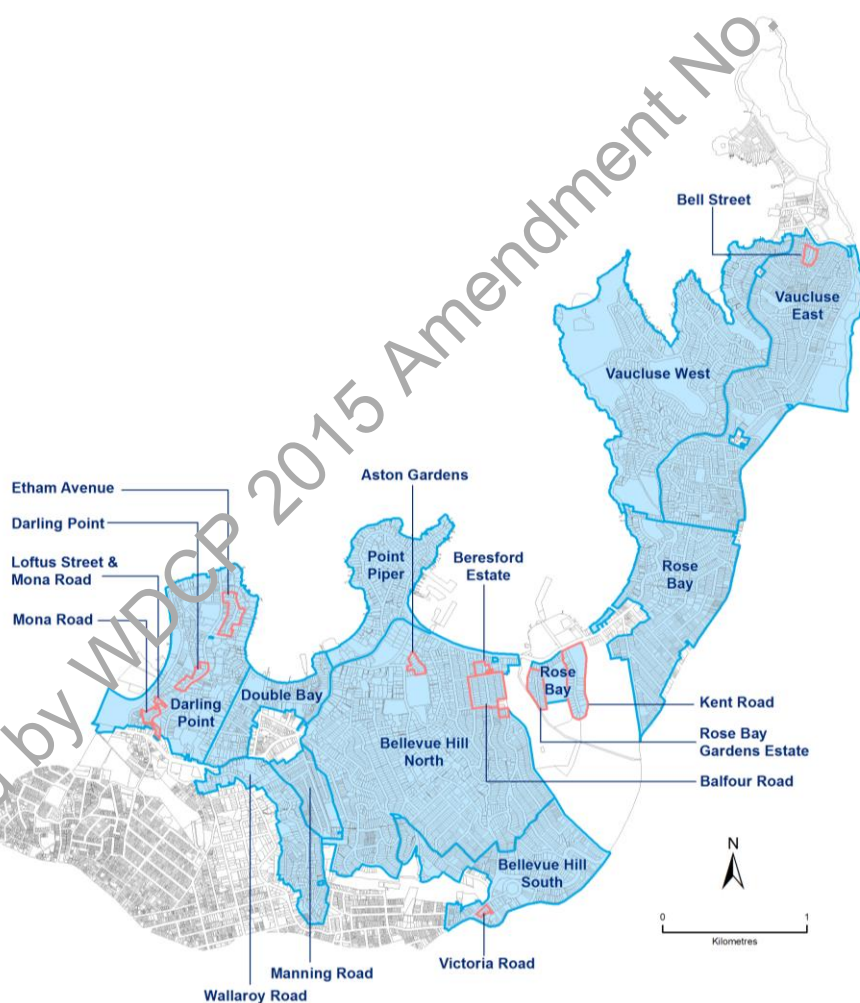 d by WDCP 2015 Amendment No.
Bell Street
Vaucluse
East
Vaucluse West
Etham Avenue
Darling Point
Loftus Street &
Mona Road
Mona Road
Aston Gardens
Point
Piper
Beresford
Estate
Rose
Bay
Darling
Point
Double Bay
Rose
Bay
Kent Road
Rose Bay
Gardens Estate
Balfour Road
Bellevue Hill
North
Bellevue Hill
South
N
0 1
Kilometres
Victoria Road
Manning Road
Wallaroy Road